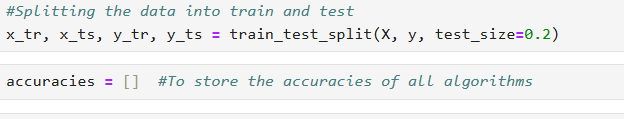 #Splitting the data into train and test
x_tr, x_ts, y_tr, y_ts = train_test_split(X, y, test_size=0.2)
accuracies = []  #To store the accuracies of all algorithms